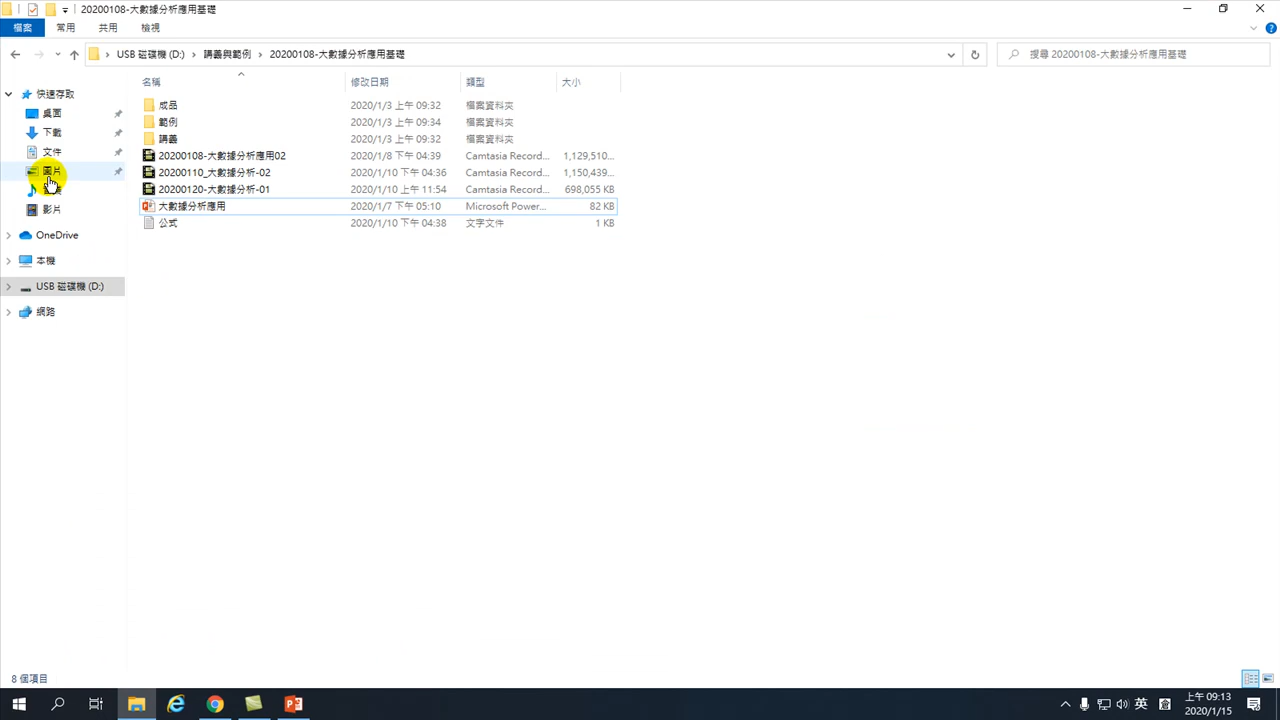 20200108-大數據分析應用基礎
檔案 常用 共用 檢視
USB 磁碟機 (D:) 講義與範例 20200108-大數據分析應用基礎
搜尋 20200108-大數據分析應用基礎
名稱 修改日期 類型 大小
快速存取
桌面
下載
文件
圖片
影片
OneDrive
本機
USB 磁碟機 (D:)
網路
成品 2020/1/3 上午 09:32 檔案資料夾
範例 2020/1/3 上午 09:34 檔案資料夾
講義 2020/1/3 上午 09:32 檔案資料夾
20200108-大數據分析應用02 2020/1/8 下午 04:39 Camtasia Record... 1,129,510...
20200110_大數據分析-02 2020/1/10 下午 04:36 Camtasia Record... 1,150,439...
20200120-大數據分析-01 2020/1/10 上午 11:54 Camtasia Record... 698,055 KB
大數據分析應用 2020/1/7 下午 05:10 Microsoft Power... 82 KB
公式 2020/1/10 下午 04:38 文字文件 1 KB
8 個項目
英
上午 09:13
2020/1/15